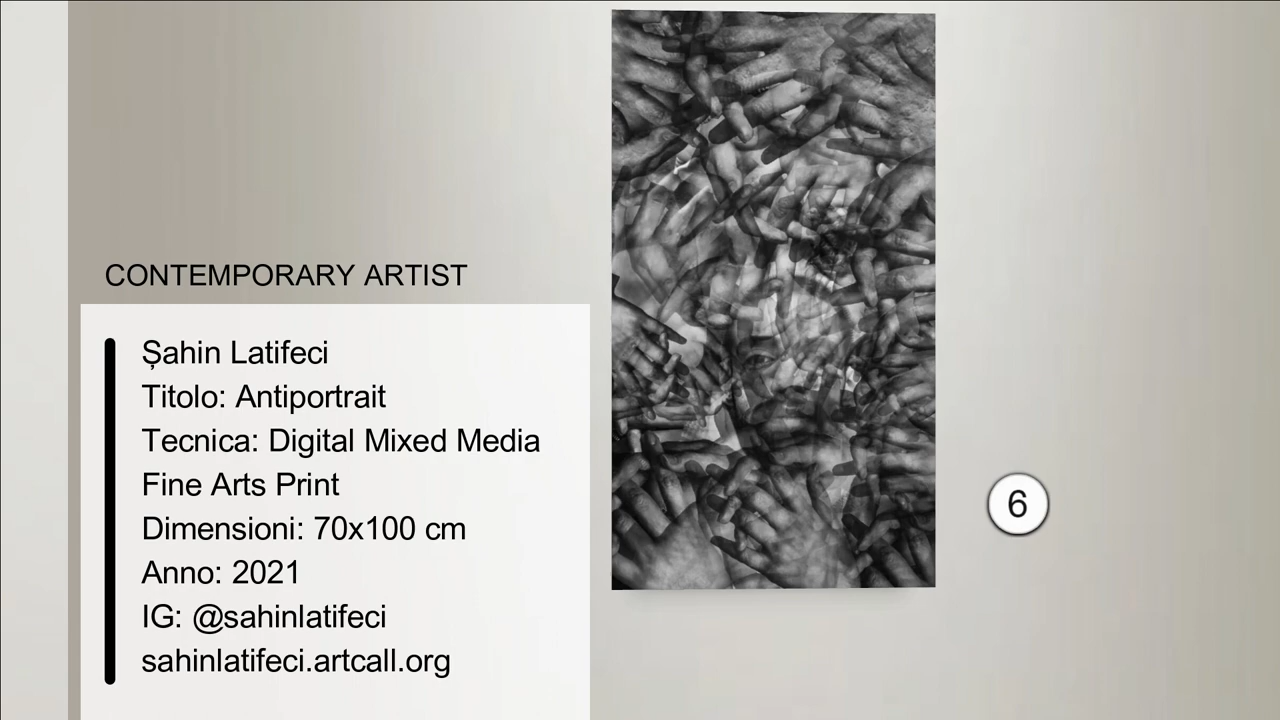 CONTEMPORARY ARTIST
Șahin Latifeci
Titolo: Antiportrait
Tecnica: Digital Mixed Media
Fine Arts Print
Dimensioni: 70x100 cm
Anno: 2021
IG: @sahinlatifeci
sahinlatifeci.artcall.org
6